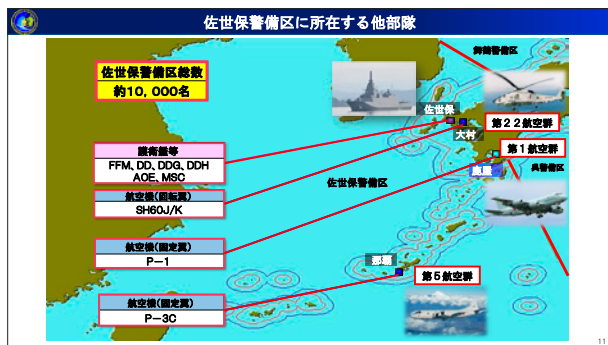 佐世保警備区に所在する他部隊
佐世保警備区総数
約10,000名
舞鶴警備区
佐世保
大村
第22航空群
第1航空群
鹿屋
呉警備区
護衛艦等
FFM、DD、DDG、DDH
AOE、MSC
佐世保警備区
航空機(回転翼)
SH60J/K
航空機(固定翼)
P-1
那覇
第5航空群
航空機(固定翼)
P-3C
11